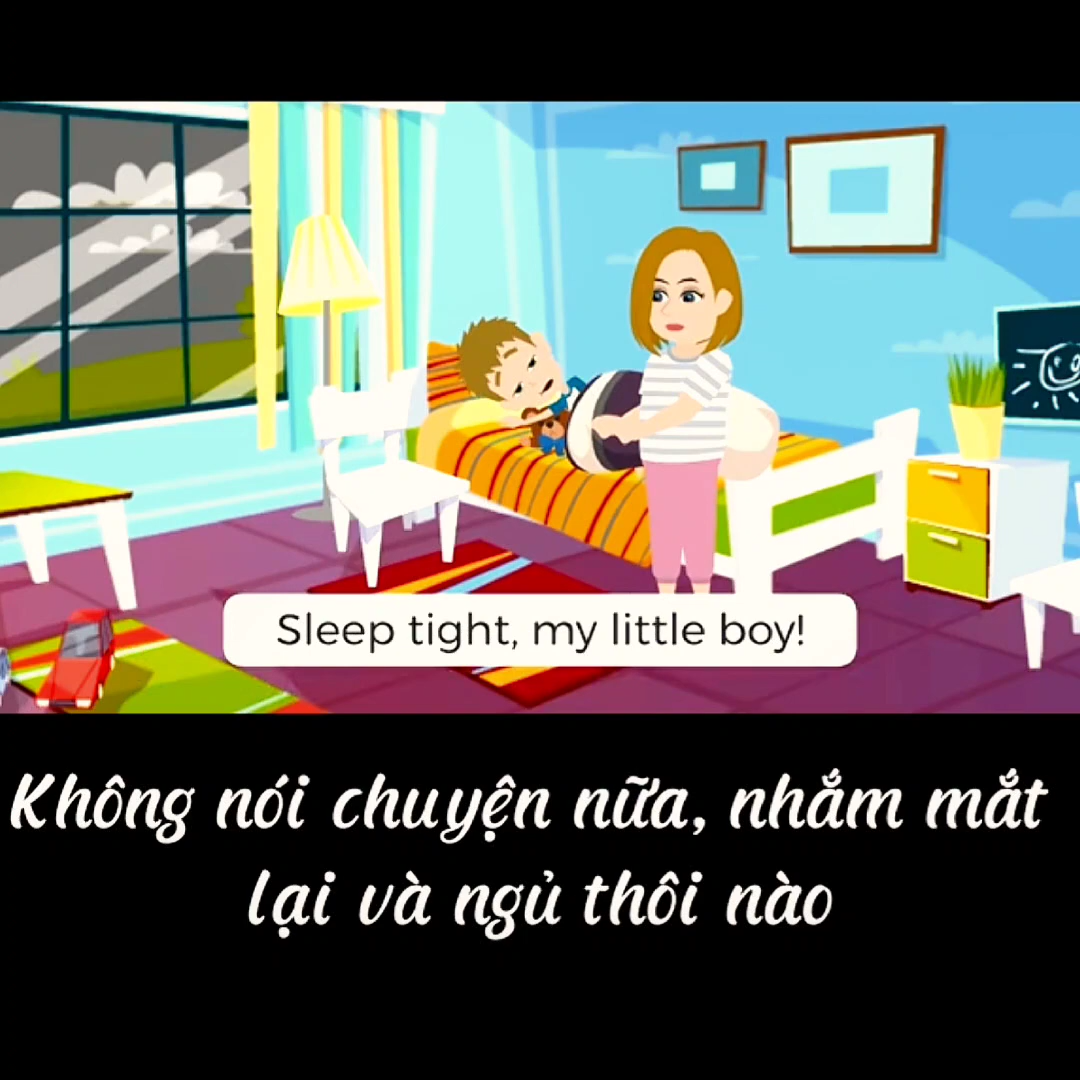 Sleep tight, my little boy!
Không nói chuyện nữa, nhắm mắt
lại và ngủ thôi nào